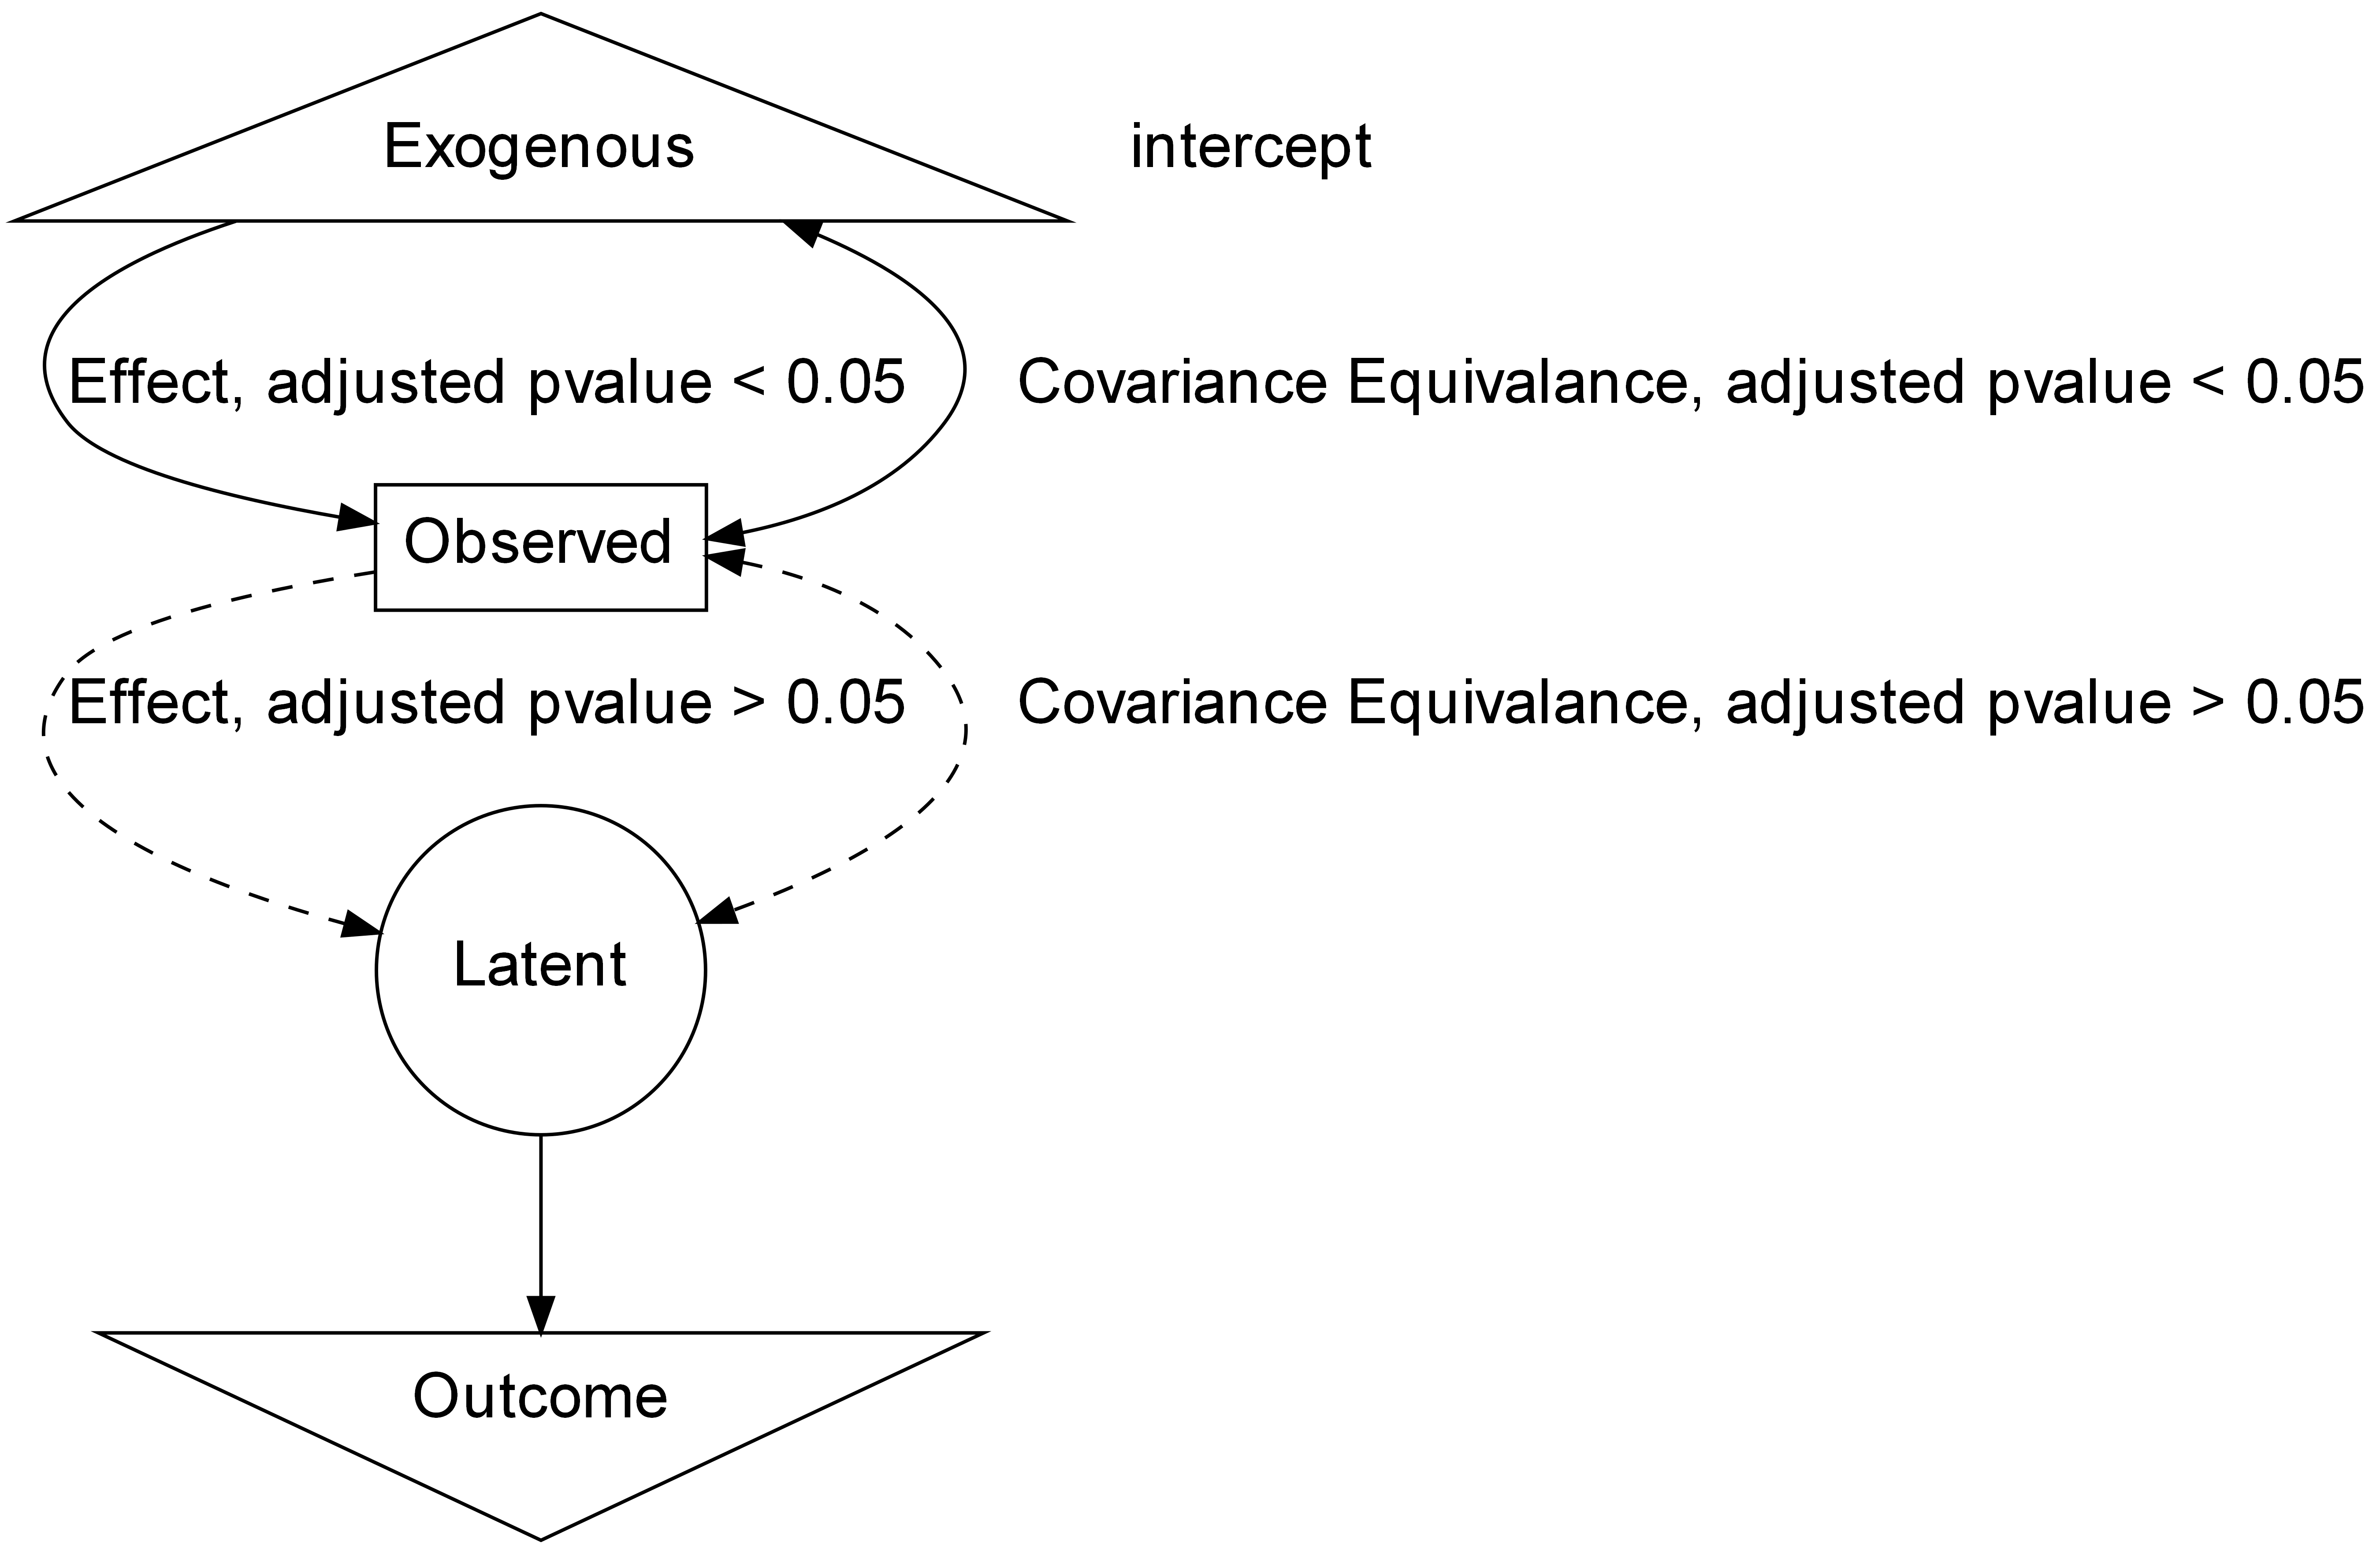 Exogenous
intercept
Effect, adjusted pvalue < 0.05
Covariance Equivalance, adjusted pvalue < 0.05
Observed
Effect, adjusted pvalue > 0.05
Covariance Equivalance, adjusted pvalue > 0.05
Latent
Outcome